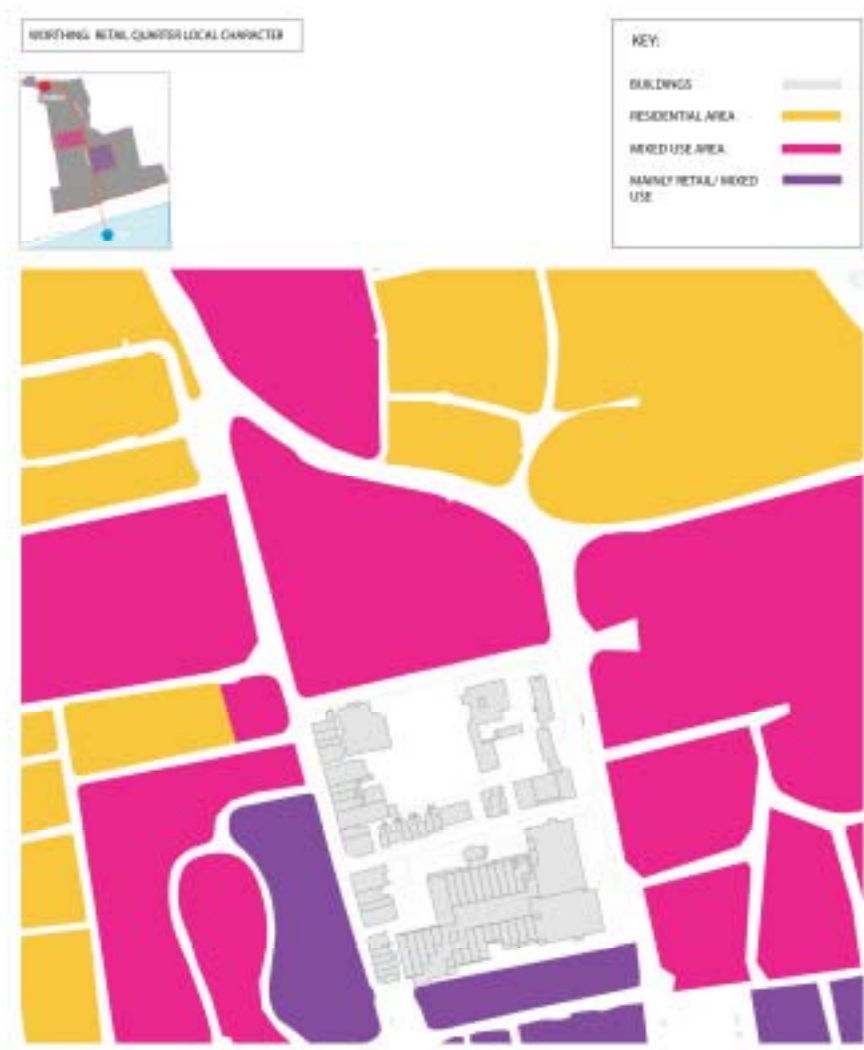 WORTHING RETAIL QUARTER LOCAL CHARACTER
KEY:
BUILDINGS
RESIDENTIAL AREA
MIXED USE AREA
MAINLY RETAIL/ MIXED
USE